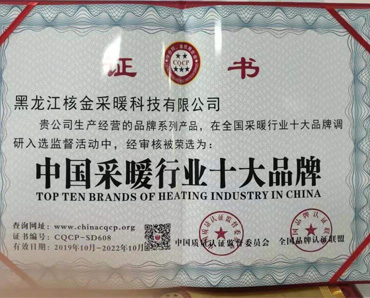 CQCP
证 书
黑龙江核金采暖科技有限公司
贵公司生产经营的品牌系列产品，在全国采暖行业十大品牌调
研入选监督活动中，经审核被荣选为：
中国采暖行业十大品牌
TOP TEN BRANDS OF HEATING INDUSTRY IN CHINA
查询网址：www.chinacqcp.org
证书编号：CQCP-SD608
有效日期：2019年10月~2022年10月
中国质量认证监督委员会 全国品牌认证联盟